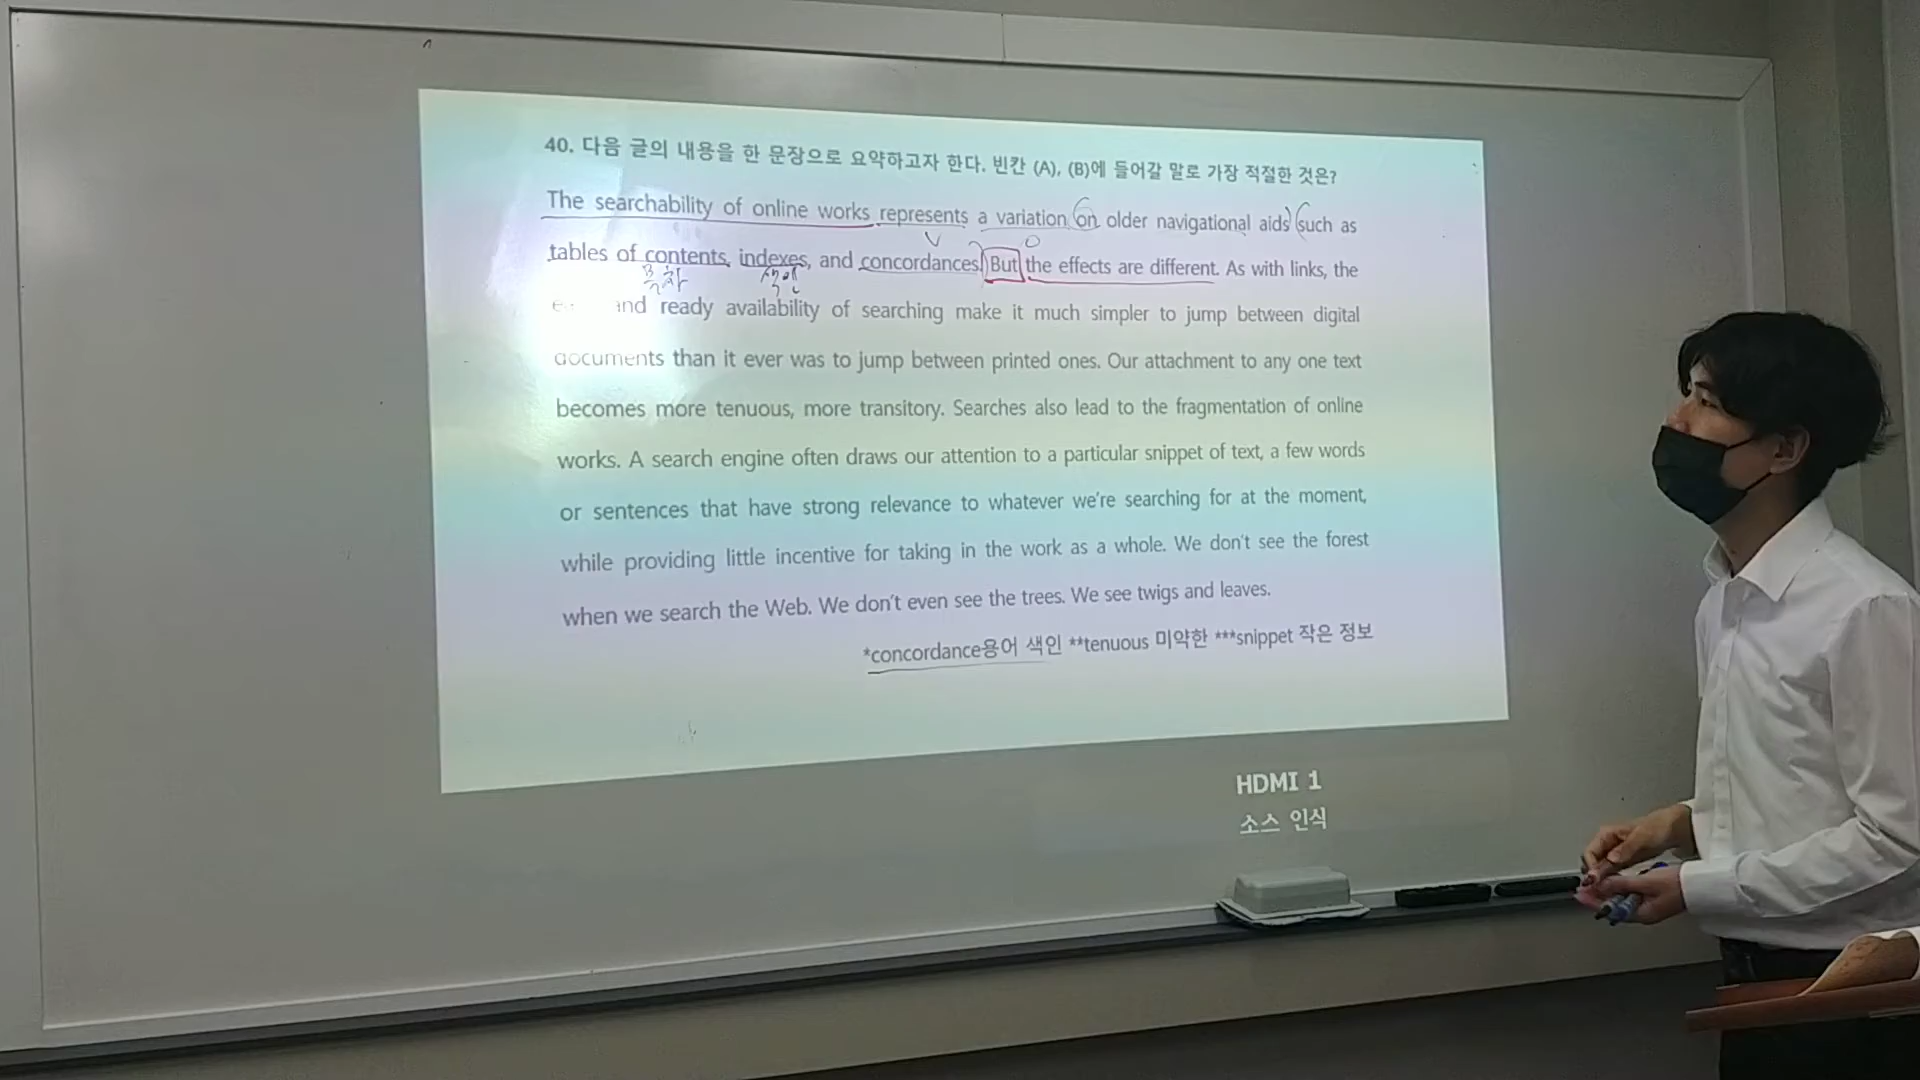 40. 다음 글의 내용을 한 문장으로 요약하고자 한다. 빈칸 (A), (B)에 들어갈 말로 가장 적절한 것은?
The searchability of online works represents a variation on older navigational aids such as
tables of contents, indexes, and concordances. But the effects are different. As with links, the
목차 색인
and ready availability of searching make it much simpler to jump between digital
documents than it ever was to jump between printed ones. Our attachment to any one text
becomes more tenuous, more transitory. Searches also lead to the fragmentation of online
works. A search engine often draws our attention to a particular snippet of text, a few words
or sentences that have strong relevance to whatever we're searching for at the moment,
while providing little incentive for taking in the work as a whole. We don't see the forest
when we search the Web. We don't even see the trees. We see twigs and leaves.
*concordance용어 색인 **tenuous 미약한 ***snippet 작은 정보
HDMI 1
소스 인식